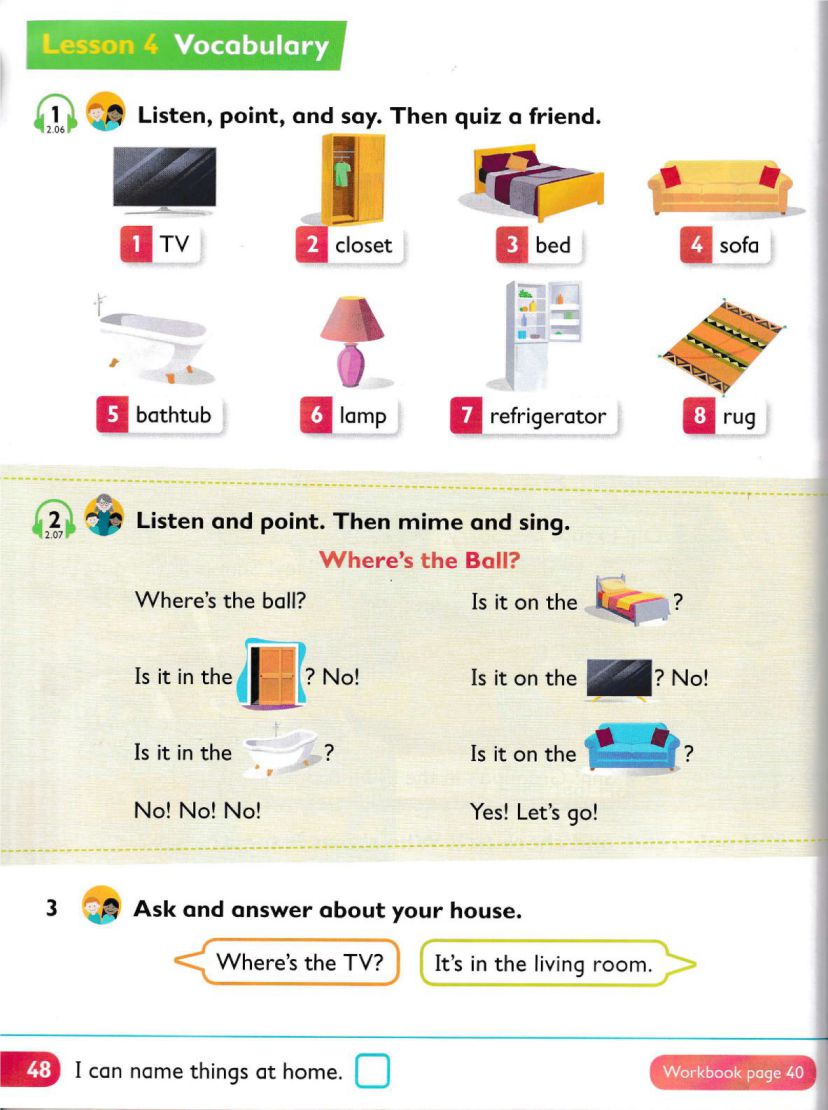 Lesson 4 Vocabulary
1
2.06
Listen, point, and say. Then quiz a friend.
1 TV
2 closet
3 bed
4 sofa
5 bathtub
6 lamp
7 refrigerator
8 rug
2
2.07
Listen and point. Then mime and sing.
Where's the Ball?
Where's the ball?
Is it in the ? No!
Is it in the ?
No! No! No!
Is it on the ?
Is it on the ? No!
Is it on the ?
Yes! Let's go!
3 Ask and answer about your house.
Where's the TV?
It's in the living room.
48 I can name things at home.
Workbook page 40